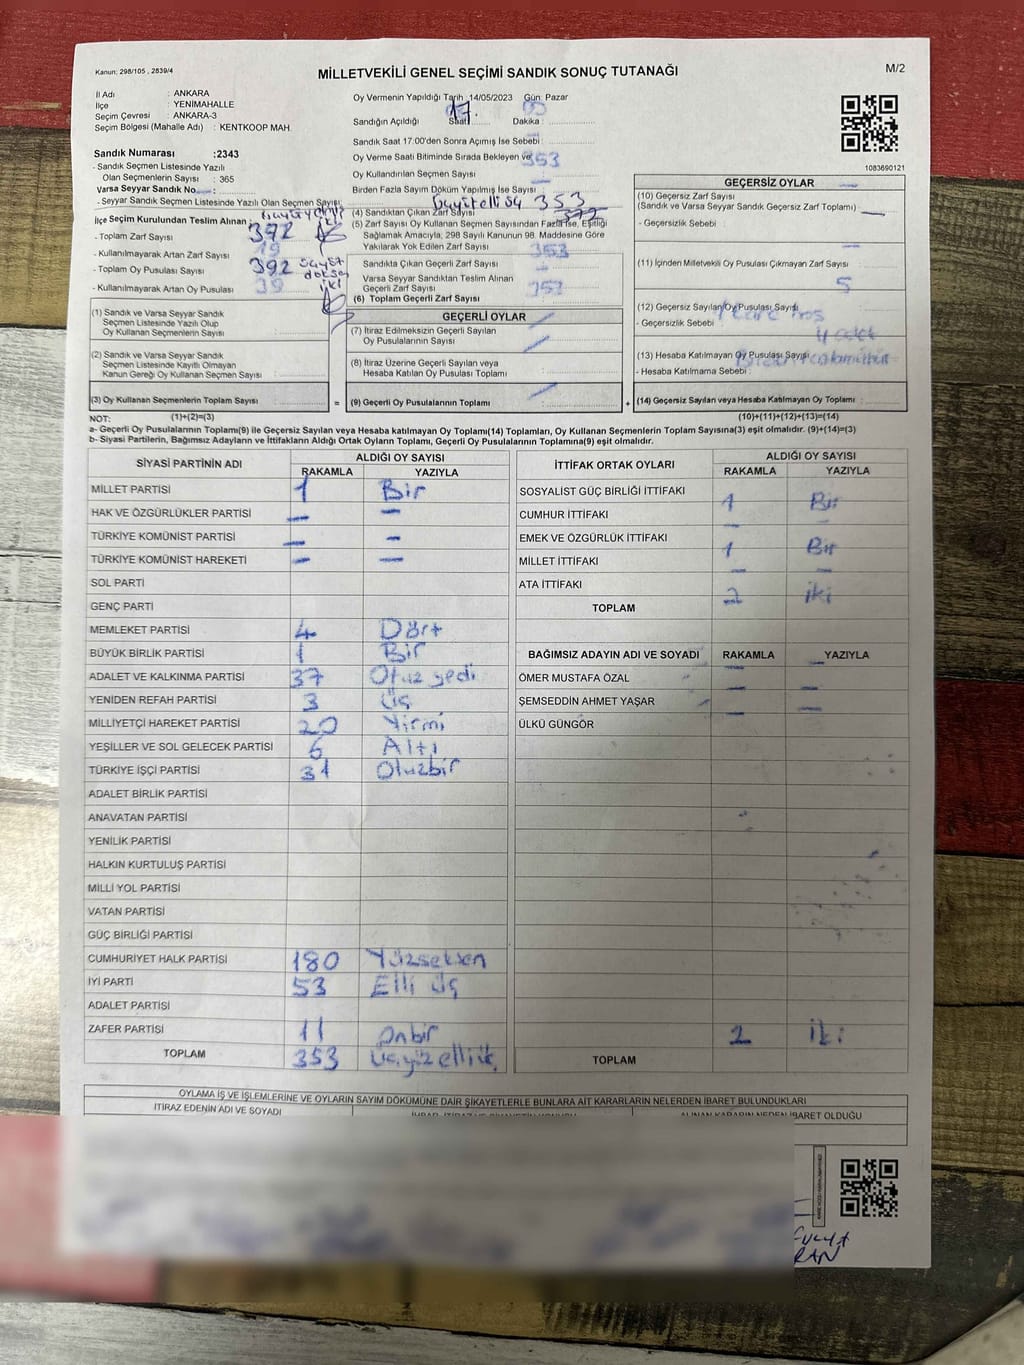 Kanun: 298/105 , 2839/4
MİLLETVEKİLİ GENEL SEÇİMİ SANDIK SONUÇ TUTANAĞI
M/2
İl Adı : ANKARA
İlçe : YENİMAHALLE
Seçim Çevresi : ANKARA-3
Seçim Bölgesi (Mahalle Adı) : KENTKOOP MAH.
Sandık Numarası :2343
- Sandık Seçmen Listesinde Yazılı
Olan Seçmen Sayısı : 365
Varsa Seyyar Sandık No
- Seyyar Sandık Seçmen Listesinde Yazılı Olan Seçmen Sayısı
İlçe Seçim Kurulundan Teslim Alınan
- Toplam Zarf Sayısı 372
- Kullanılmayarak Artan Zarf Sayısı 19
- Toplam Oy Pusulası Sayısı 392
- Kullanılmayarak Artan Oy Pusulası 39
Oy Vermenin Yapıldığı Tarih 14/05/2023 Gün: Pazar
Sandığın Açıldığı Saat 17 Dakika :
Sandık Saat 17:00'den Sonra Açımış İse Sebebi :
Oy Verme Saati Bitiminde Sırada Bekleyen ve 353
Oy Kullandırılan Seçmen Sayısı
Birden Fazla Sayım Döküm Yapılmış İse Sayısı
353
(4) Sandıktan Çıkan Zarf Sayısı 372
(5) Zarf Sayısı Oy Kullanan Seçmen Sayısından Fazla İse, Eşitliği
Sağlamak Amacıyla, 298 Sayılı Kanunun 98. Maddesine Göre
Yakılarak Yok Edilen Zarf Sayısı 353
Sandıkta Çıkan Geçerli Zarf Sayısı –
Varsa Seyyar Sandıktan Teslim Alınan
Geçerli Zarf Sayısı 353
(6) Toplam Geçerli Zarf Sayısı
1083690121
GEÇERSİZ OYLAR
(10) Geçersiz Zarf Sayısı
(Sandık ve Varsa Seyyar Sandık Geçersiz Zarf Toplamı) –
- Geçersizlik Sebebi :
(11) İçinden Milletvekili Oy Pusulası Çıkmayan Zarf Sayısı
5
(12) Geçersiz Sayılan Oy Pusulası Sayısı
- Geçersizlik Sebebi
4 adet
(13) Hesaba Katılmayan Oy Pusulası Sayısı
- Hesaba Katılmama Sebebi :
(14) Geçersiz Sayılan veya Hesaba Katılmayan Oy Toplamı :
(1) Sandık ve Varsa Seyyar Sandık
Seçmen Listesinde Yazılı Olup
Oy Kullanan Seçmenlerin Sayısı
(2) Sandık ve Varsa Seyyar Sandık
Seçmen Listesinde Kayıtlı Olmayan
Kanun Gereği Oy Kullanan Seçmen Sayısı
(3) Oy Kullanan Seçmenlerin Toplam Sayısı =
GEÇERLİ OYLAR
(7) İtiraz Edilmeksizin Geçerli Sayılan
Oy Pusulalarının Sayısı
(8) İtiraz Üzerine Geçerli Sayılan veya
Hesaba Katılan Oy Pusulası Toplamı
(9) Geçerli Oy Pusulalarının Toplamı +
NOT: (1)+(2)=(3) (10)+(11)+(12)+(13)=(14)
a- Geçerli Oy Pusulalarının Toplamı(9) ile Geçersiz Sayılan veya Hesaba katılmayan Oy Toplamı(14) Toplamları, Oy Kullanan Seçmenlerin Toplam Sayısına(3) eşit olmalıdır. (9)+(14)=(3)
b- Siyasi Partilerin, Bağımsız Adayların ve İttifakların Aldığı Ortak Oyların Toplamı, Geçerli Oy Pusulalarının Toplamına(9) eşit olmalıdır.
SİYASİ PARTİNİN ADI ALDIĞI OY SAYISI
RAKAMLA YAZIYLA
MİLLET PARTİSİ 1 Bir
HAK VE ÖZGÜRLÜKLER PARTİSİ – –
TÜRKİYE KOMÜNİST PARTİSİ – –
TÜRKİYE KOMÜNİST HAREKETİ – –
SOL PARTİ
GENÇ PARTİ
MEMLEKET PARTİSİ 4 Dört
BÜYÜK BİRLİK PARTİSİ 1 Bir
ADALET VE KALKINMA PARTİSİ 37 Otuz yedi
YENİDEN REFAH PARTİSİ 3 Üç
MİLLİYETÇİ HAREKET PARTİSİ 20 Yirmi
YEŞİLLER VE SOL GELECEK PARTİSİ 6 Altı
TÜRKİYE İŞÇİ PARTİSİ 31 Otuzbir
ADALET BİRLİK PARTİSİ
ANAVATAN PARTİSİ
YENİLİK PARTİSİ
HALKIN KURTULUŞ PARTİSİ
MİLLİ YOL PARTİSİ
VATAN PARTİSİ
GÜÇ BİRLİĞİ PARTİSİ
CUMHURİYET HALK PARTİSİ 180 Yüzseksen
İYİ PARTİ 53 Elli üç
ADALET PARTİSİ
ZAFER PARTİSİ 11 Onbir
TOPLAM 353
İTTİFAK ORTAK OYLARI ALDIĞI OY SAYISI
RAKAMLA YAZIYLA
SOSYALİST GÜÇ BİRLİĞİ İTTİFAKI
CUMHUR İTTİFAKI 1 Bir
EMEK VE ÖZGÜRLÜK İTTİFAKI – –
MİLLET İTTİFAKI 1 Bir
ATA İTTİFAKI – –
TOPLAM 2 iki
BAĞIMSIZ ADAYIN ADI VE SOYADI RAKAMLA YAZIYLA
ÖMER MUSTAFA ÖZAL – –
ŞEMSEDDİN AHMET YAŞAR – –
ÜLKÜ GÜNGÖR – –
2 iki
TOPLAM
OYLAMA İŞ VE İŞLEMLERİNE VE OYLARIN SAYIM DÖKÜMÜNE DAİR ŞİKAYETLERLE BUNLARA AİT KARARLARIN NELERDEN İBARET BULUNDUKLARI
İTİRAZ EDENİN ADI VE SOYADI